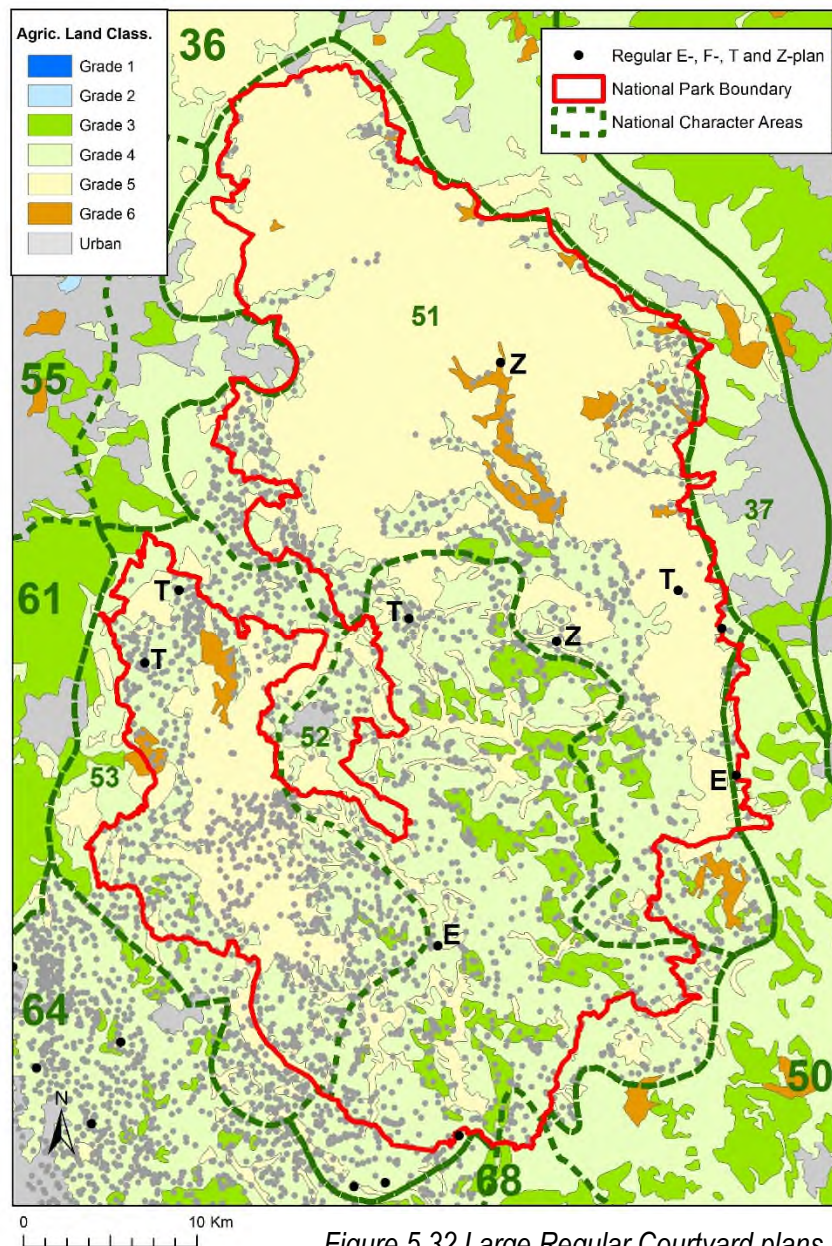 Agric. Land Class.
Grade 1
Grade 2
Grade 3
Grade 4
Grade 5
Grade 6
Urban
Regular E-, F-, T and Z-plan
National Park Boundary
National Character Areas
36
51
Z
55
37
61
T
T
T
Z
T
52
53
E
E
64
N
50
68
0 10 Km
Figure 5.32 Large Regular Courtyard plans